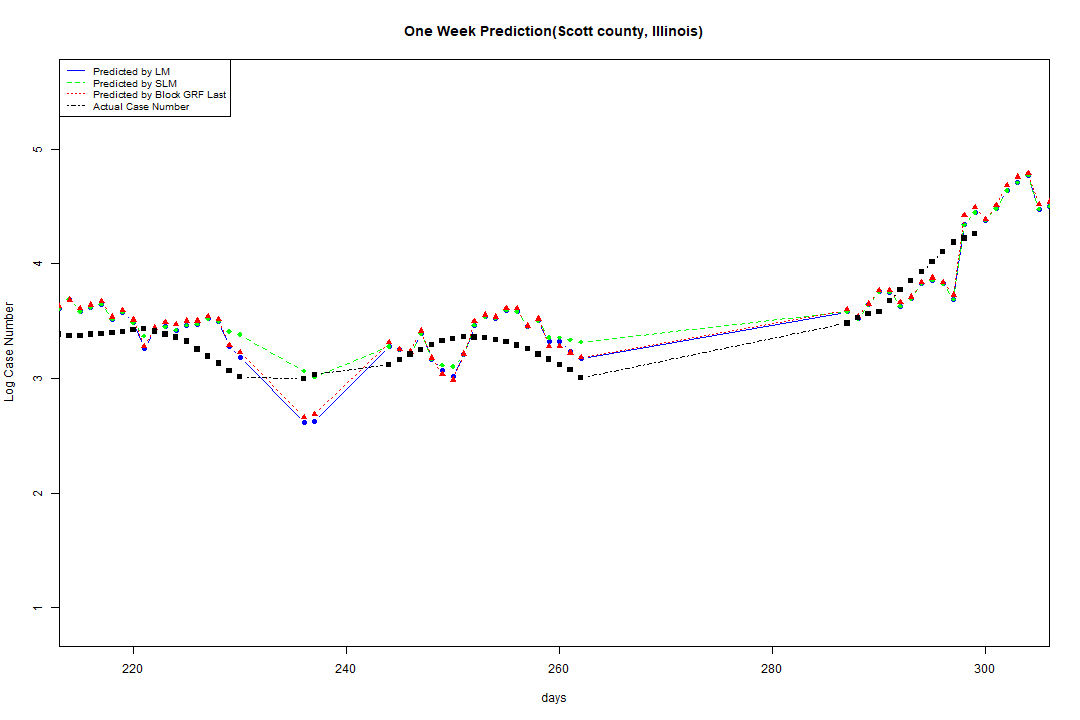 One Week Prediction(Scott county, Illinois)
Predicted by LM
Predicted by SLM
Predicted by Block GRF Last
Actual Case Number
Log Case Number
5
4
3
2
1
220 240 260 280 300
days